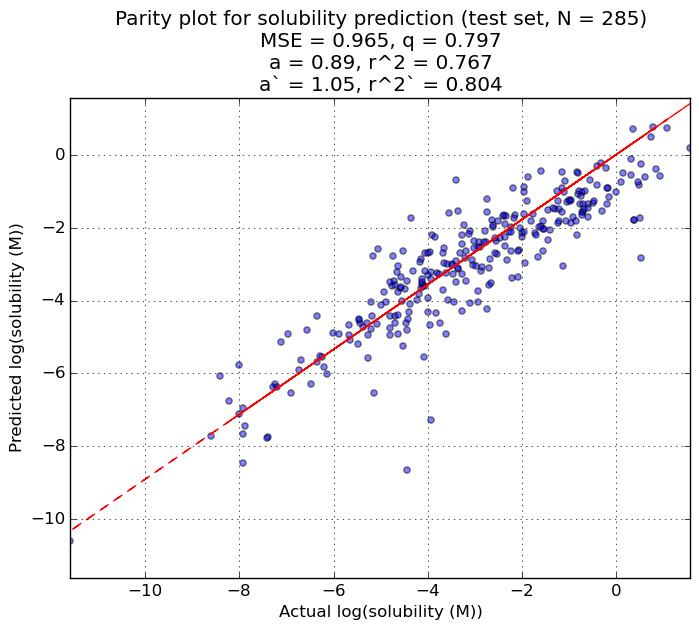 Parity plot for solubility prediction (test set, N = 285)
MSE = 0.965, q = 0.797
a = 0.89, r^2 = 0.767
a` = 1.05, r^2` = 0.804
0
−2
−4
−6
−8
−10
Predicted log(solubility (M))
−10 −8 −6 −4 −2 0
Actual log(solubility (M))